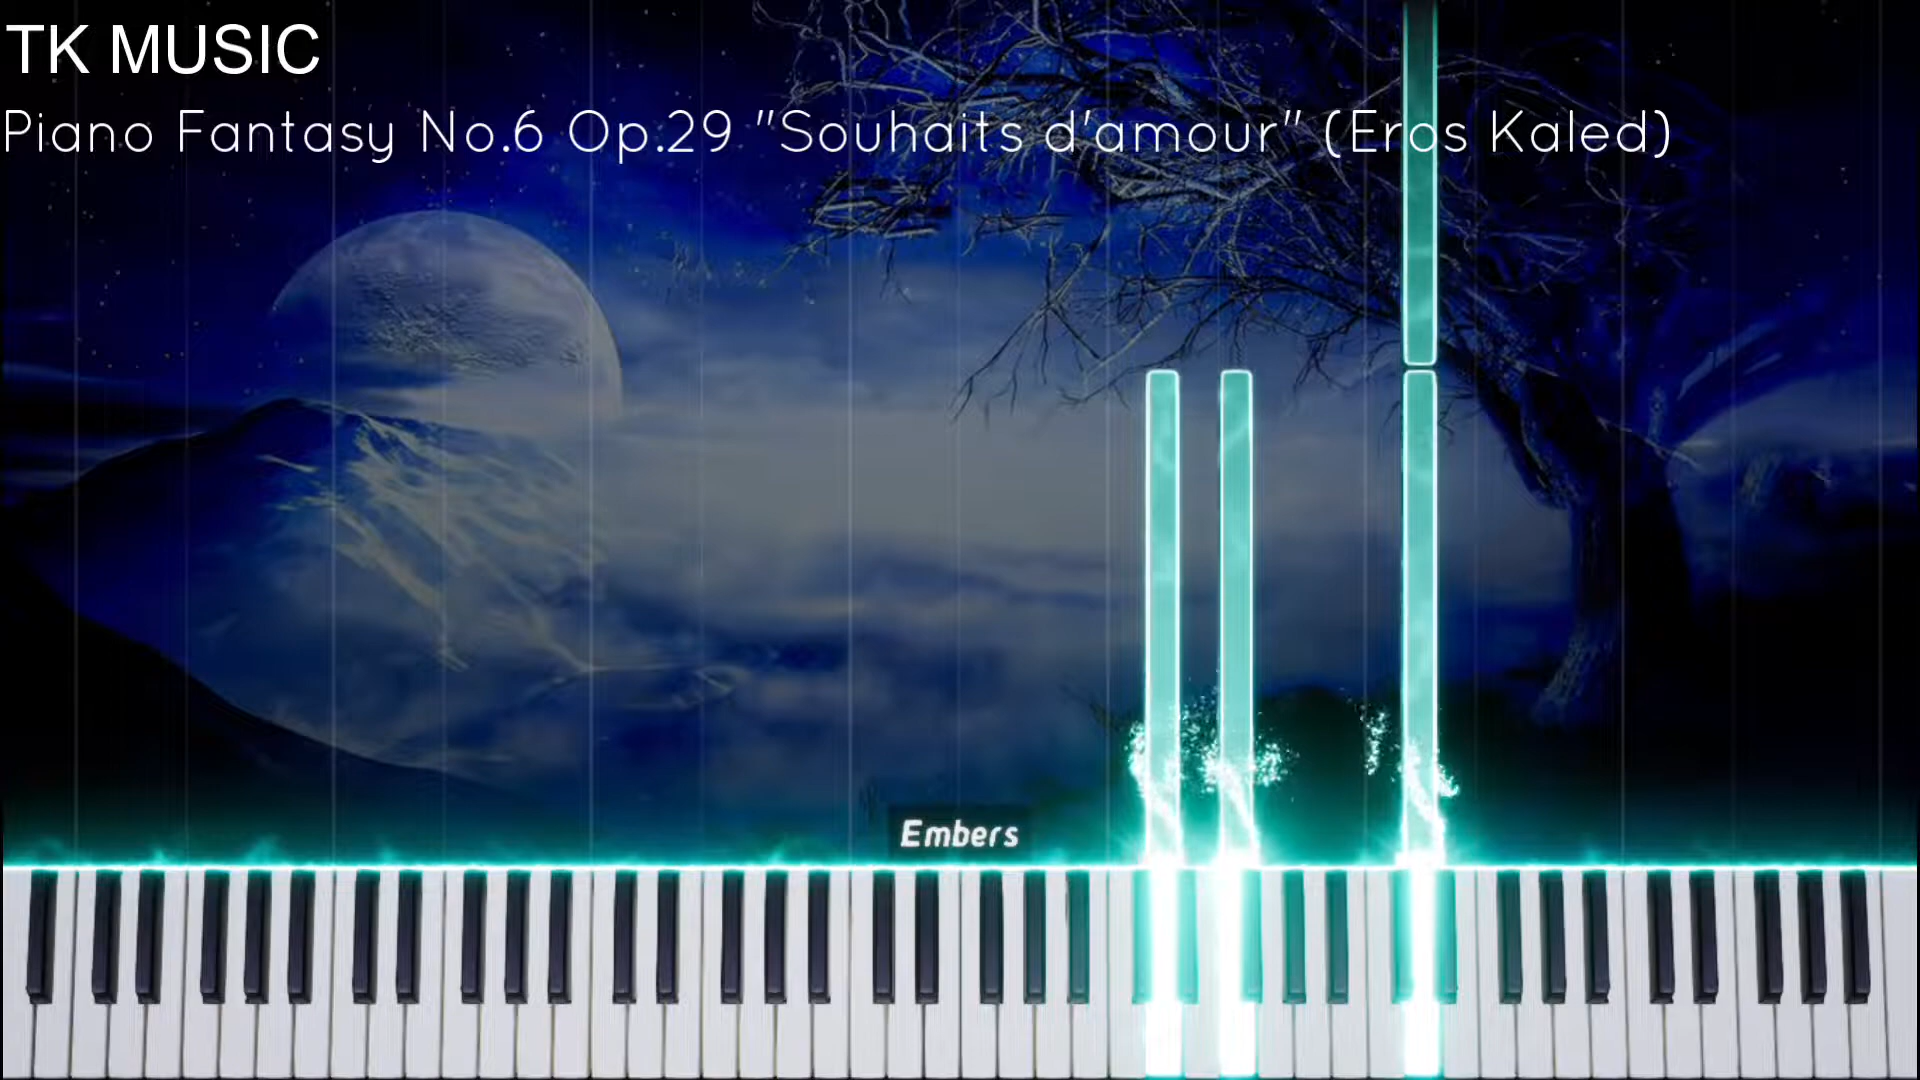 TK MUSIC
Piano Fantasy No.6 Op.29 "Souhaits d'amour" (Eros Kaled)
Embers